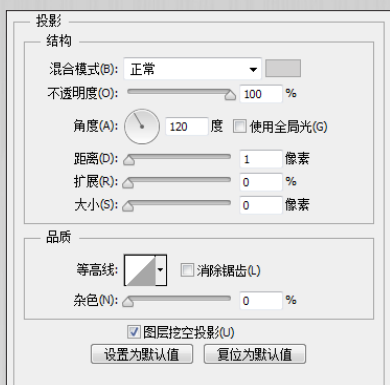 投影
结构
混合模式(B): 正常
不透明度(O): 100 %
角度(A): 120 度 使用全局光(G)
距离(D): 1 像素
扩展(R): 0 %
大小(S): 0 像素
品质
等高线: 消除锯齿(L)
杂色(N): 0 %
图层挖空投影(U)
设置为默认值 复位为默认值